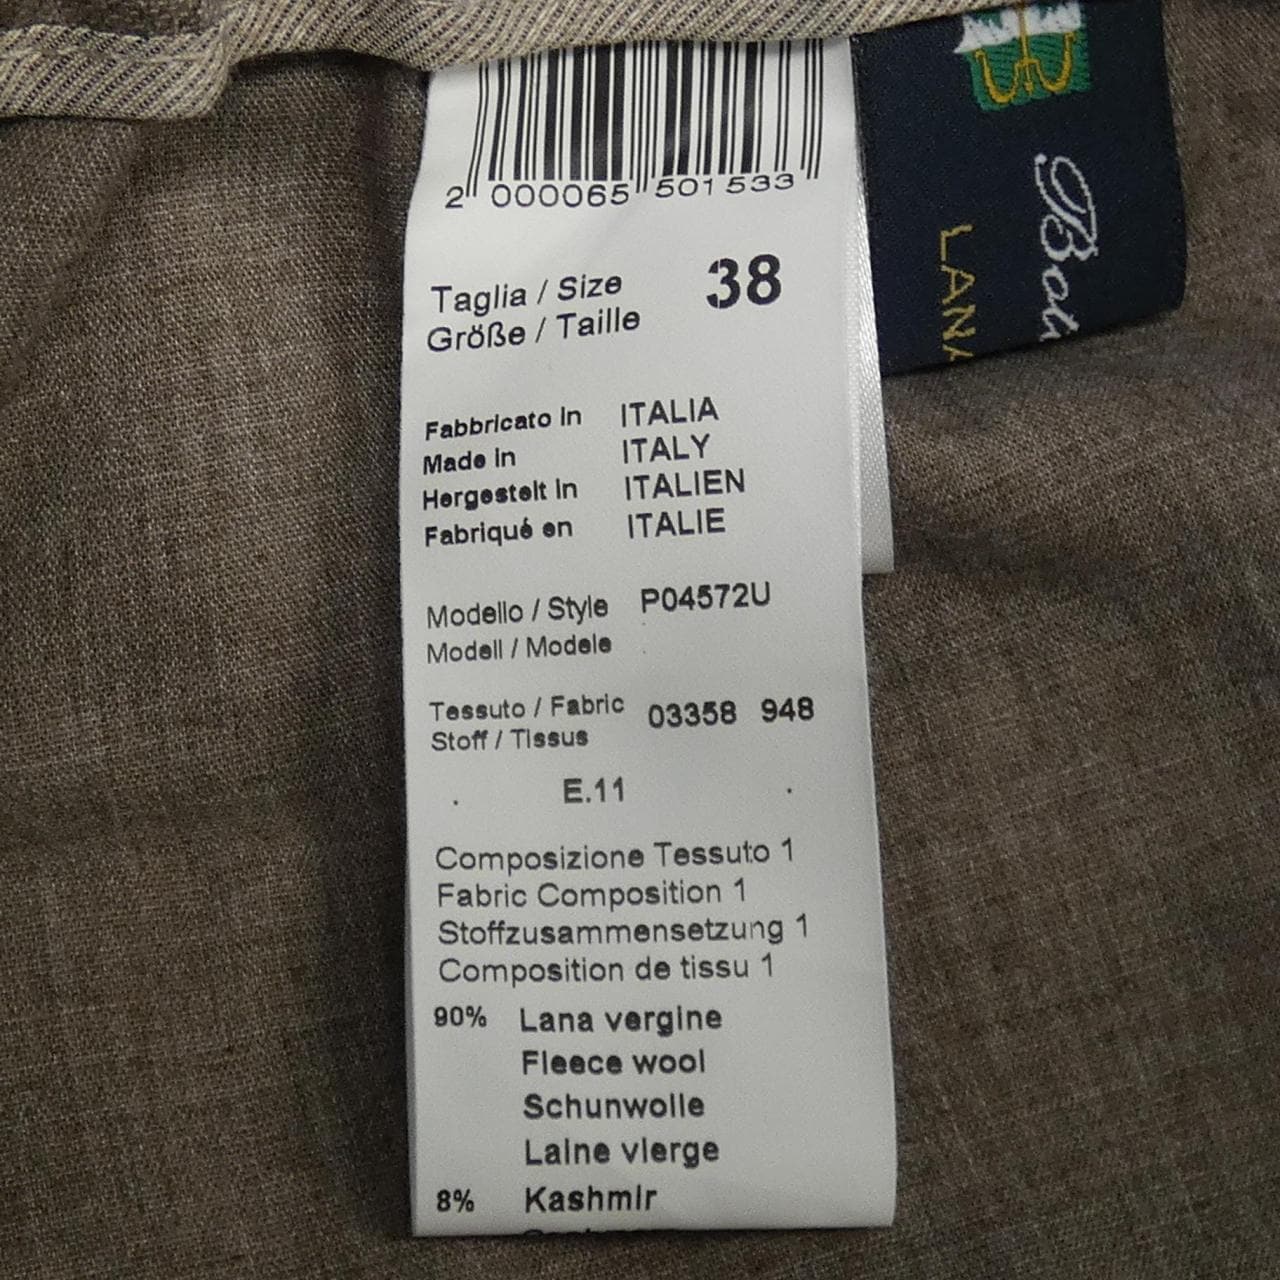 2 000065 501533
Taglia / Size 38
Größe / Taille
Fabbricato in ITALIA
Made in ITALY
Hergestelt in ITALIEN
Fabriqué en ITALIE
Modello / Style P04572U
Modell / Modele
Tessuto / Fabric 03358 948
Stoff / Tissus
E.11
Composizione Tessuto 1
Fabric Composition 1
Stoffzusammensetzung 1
Composition de tissu 1
90% Lana vergine
Fleece wool
Schunwolle
Laine vierge
8% Kashmir